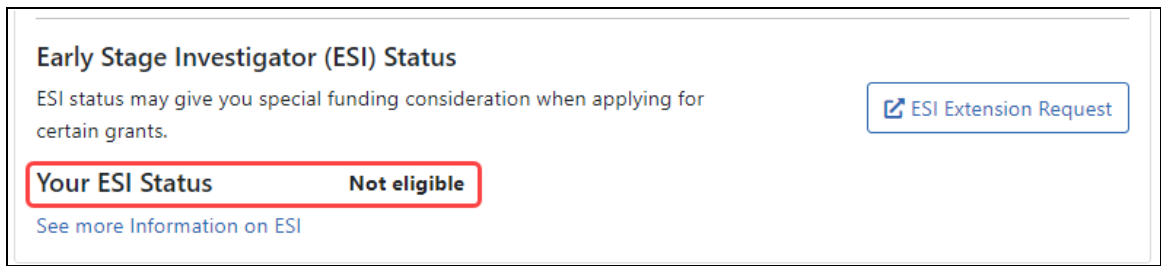 Early Stage Investigator (ESI) Status
ESI status may give you special funding consideration when applying for
certain grants.
ESI Extension Request
Your ESI Status Not eligible
See more Information on ESI